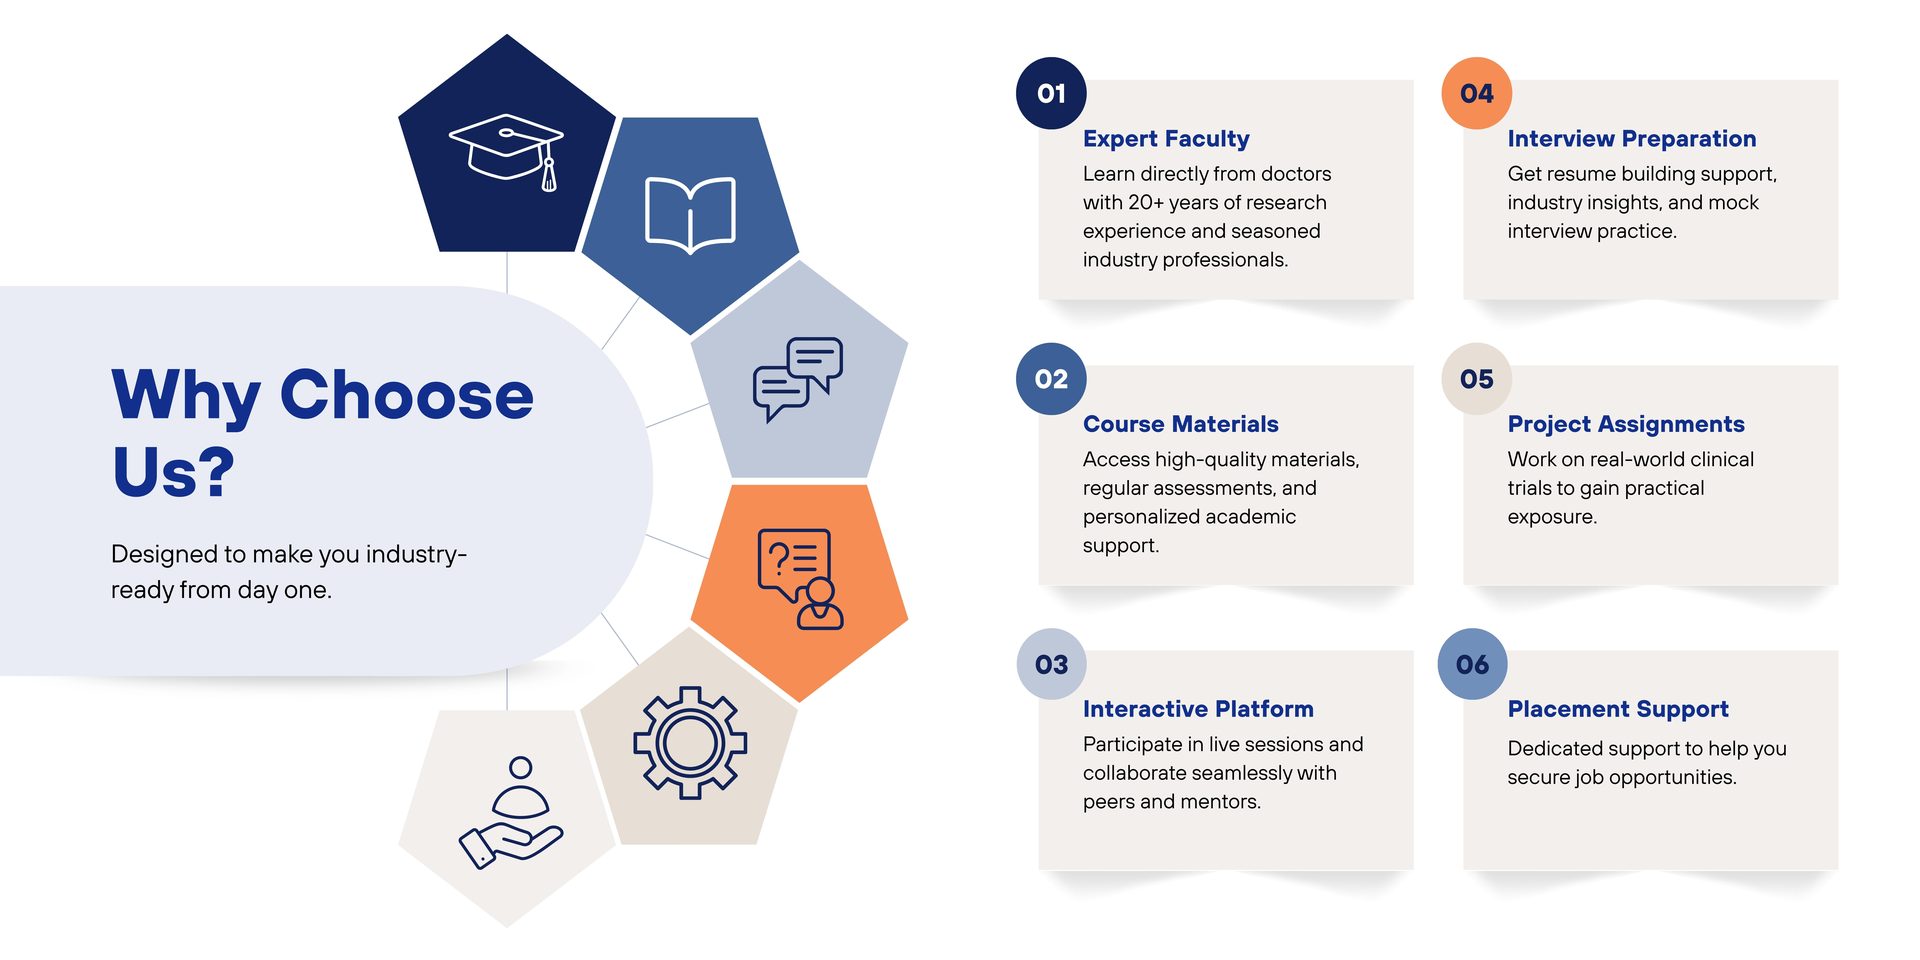 Why Choose
Us?
Designed to make you industry-
ready from day one.
01
Expert Faculty
Learn directly from doctors
with 20+ years of research
experience and seasoned
industry professionals.
02
Course Materials
Access high-quality materials,
regular assessments, and
personalized academic
support.
03
Interactive Platform
Participate in live sessions and
collaborate seamlessly with
peers and mentors.
04
Interview Preparation
Get resume building support,
industry insights, and mock
interview practice.
05
Project Assignments
Work on real-world clinical
trials to gain practical
exposure.
06
Placement Support
Dedicated support to help you
secure job opportunities.